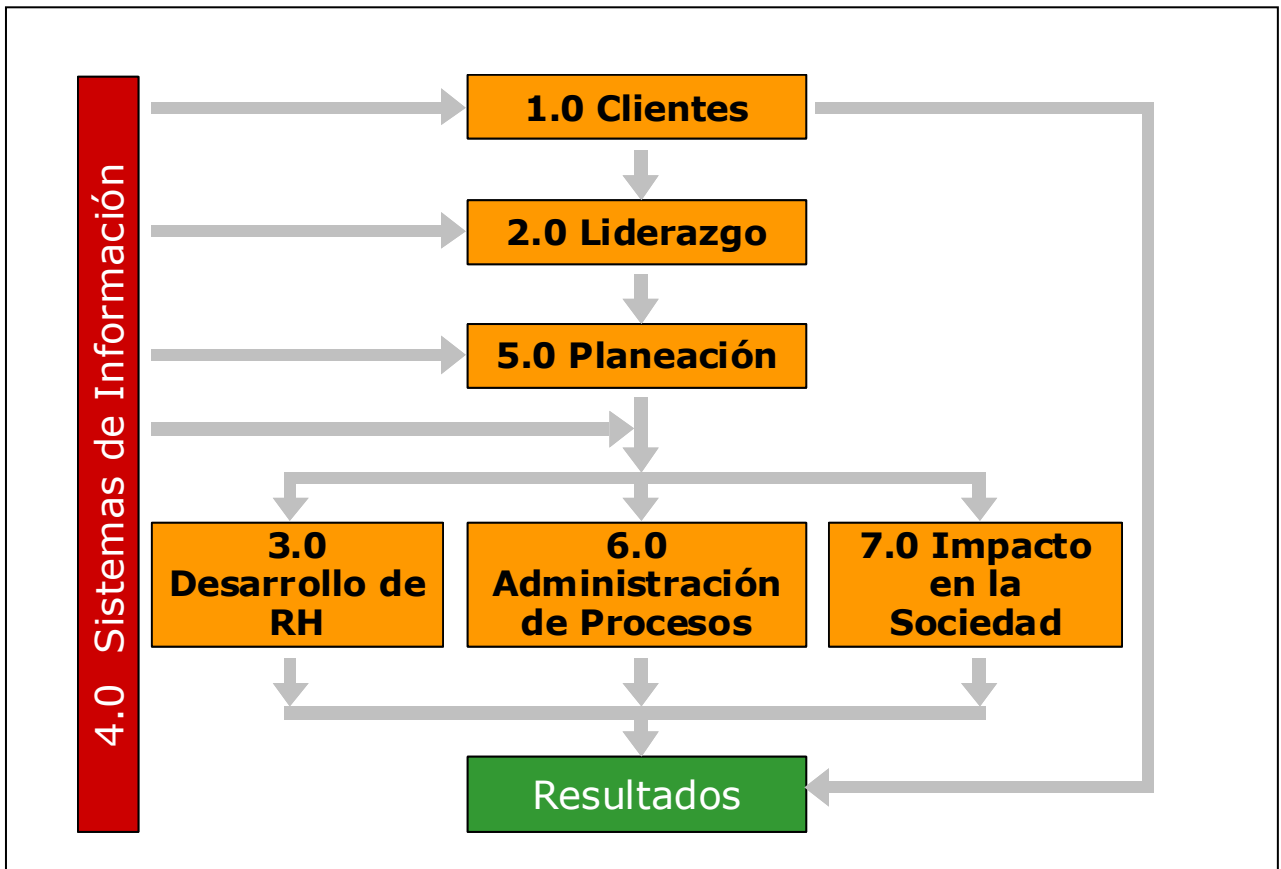 4.0 Sistemas de Información
1.0 Clientes
2.0 Liderazgo
5.0 Planeación
3.0
Desarrollo de
RH
6.0
Administración
de Procesos
7.0 Impacto
en la
Sociedad
Resultados